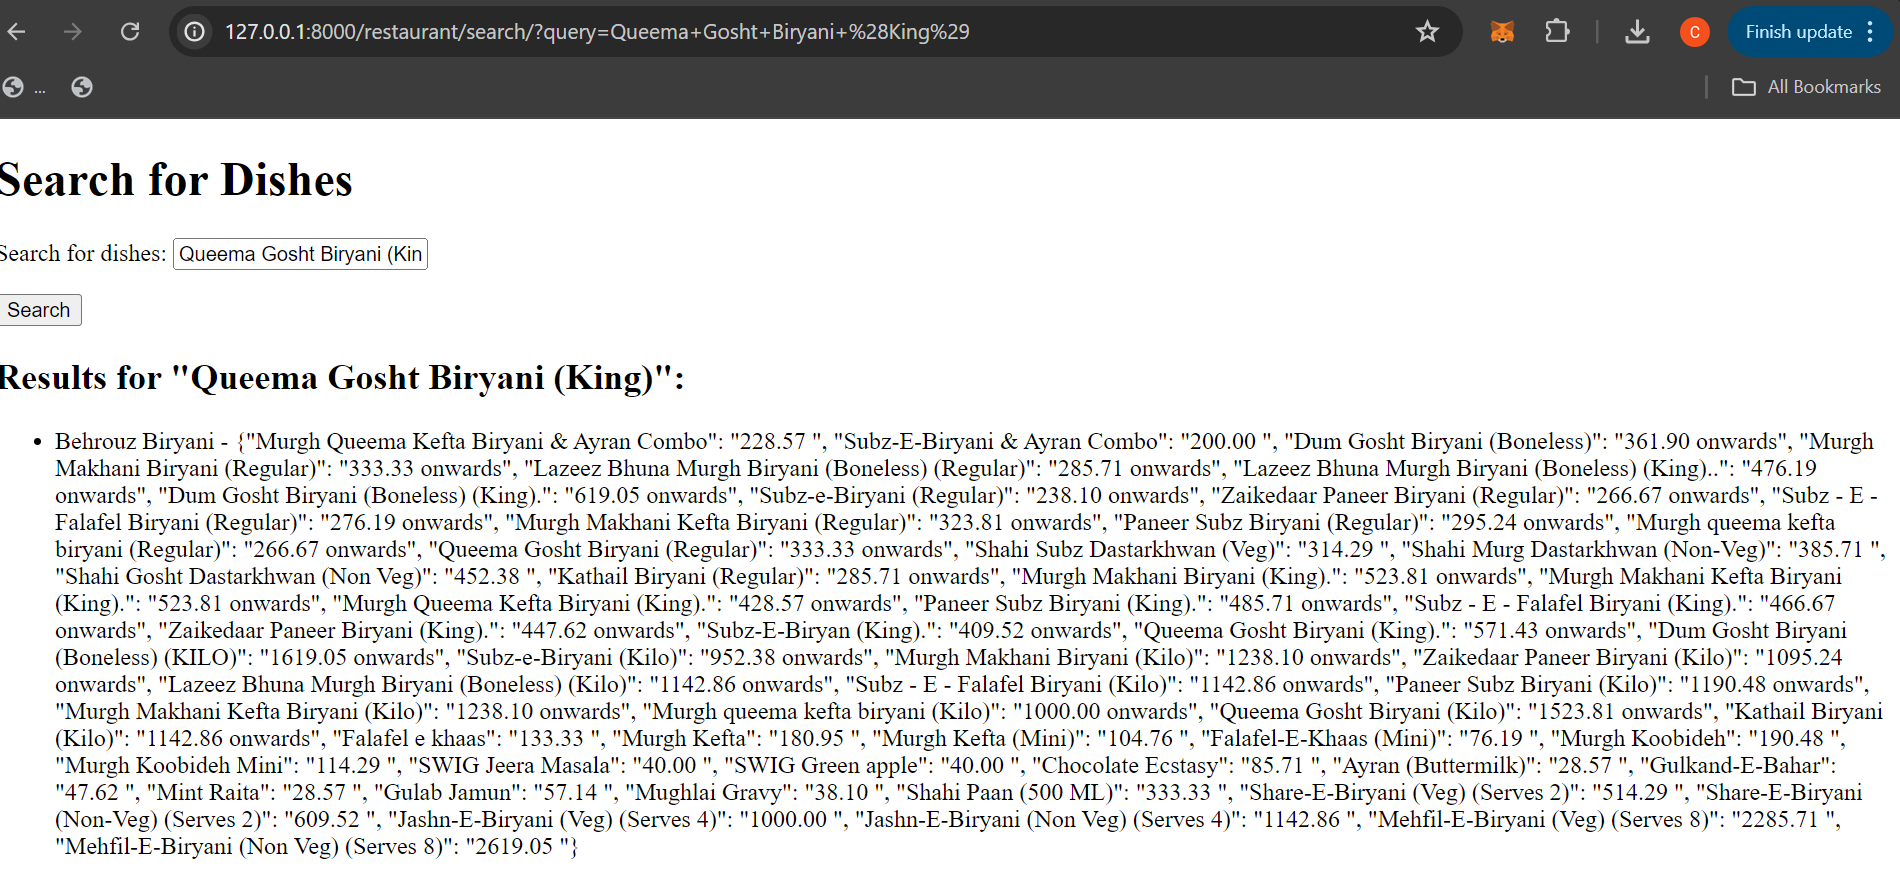 127.0.0.1:8000/restaurant/search/?query=Queema+Gosht+Biryani+%28King%29
C
Finish update
...
All Bookmarks
Search for Dishes
Search for dishes: Queema Gosht Biryani (Kin
Search
Results for "Queema Gosht Biryani (King)":
• Behrouz Biryani - {"Murgh Queema Kefta Biryani & Ayran Combo": "228.57 ", "Subz-E-Biryani & Ayran Combo": "200.00 ", "Dum Gosht Biryani (Boneless)": "361.90 onwards", "Murgh
Makhani Biryani (Regular)": "333.33 onwards", "Lazeez Bhuna Murgh Biryani (Boneless) (Regular)": "285.71 onwards", "Lazeez Bhuna Murgh Biryani (Boneless) (King)..": "476.19
onwards", "Dum Gosht Biryani (Boneless) (King).": "619.05 onwards", "Subz-e-Biryani (Regular)": "238.10 onwards", "Zaikedaar Paneer Biryani (Regular)": "266.67 onwards", "Subz - E -
Falafel Biryani (Regular)": "276.19 onwards", "Murgh Makhani Kefta Biryani (Regular)": "323.81 onwards", "Paneer Subz Biryani (Regular)": "295.24 onwards", "Murgh queema kefta
biryani (Regular)": "266.67 onwards", "Queema Gosht Biryani (Regular)": "333.33 onwards", "Shahi Subz Dastarkhwan (Veg)": "314.29 ", "Shahi Murg Dastarkhwan (Non-Veg)": "385.71 ",
"Shahi Gosht Dastarkhwan (Non Veg)": "452.38 ", "Kathail Biryani (Regular)": "285.71 onwards", "Murgh Makhani Biryani (King).": "523.81 onwards", "Murgh Makhani Kefta Biryani
(King).": "523.81 onwards", "Murgh Queema Kefta Biryani (King).": "428.57 onwards", "Paneer Subz Biryani (King).": "485.71 onwards", "Subz - E - Falafel Biryani (King).": "466.67
onwards", "Zaikedaar Paneer Biryani (King).": "447.62 onwards", "Subz-E-Biryan (King).": "409.52 onwards", "Queema Gosht Biryani (King).": "571.43 onwards", "Dum Gosht Biryani
(Boneless) (KILO)": "1619.05 onwards", "Subz-e-Biryani (Kilo)": "952.38 onwards", "Murgh Makhani Biryani (Kilo)": "1238.10 onwards", "Zaikedaar Paneer Biryani (Kilo)": "1095.24
onwards", "Lazeez Bhuna Murgh Biryani (Boneless) (Kilo)": "1142.86 onwards", "Subz - E - Falafel Biryani (Kilo)": "1142.86 onwards", "Paneer Subz Biryani (Kilo)": "1190.48 onwards",
"Murgh Makhani Kefta Biryani (Kilo)": "1238.10 onwards", "Murgh queema kefta biryani (Kilo)": "1000.00 onwards", "Queema Gosht Biryani (Kilo)": "1523.81 onwards", "Kathail Biryani
(Kilo)": "1142.86 onwards", "Falafel e khaas": "133.33 ", "Murgh Kefta": "180.95 ", "Murgh Kefta (Mini)": "104.76 ", "Falafel-E-Khaas (Mini)": "76.19 ", "Murgh Koobideh": "190.48 ",
"Murgh Koobideh Mini": "114.29 ", "SWIG Jeera Masala": "40.00 ", "SWIG Green apple": "40.00 ", "Chocolate Ecstasy": "85.71 ", "Ayran (Buttermilk)": "28.57 ", "Gulkand-E-Bahar":
"47.62 ", "Mint Raita": "28.57 ", "Gulab Jamun": "57.14 ", "Mughlai Gravy": "38.10 ", "Shahi Paan (500 ML)": "333.33 ", "Share-E-Biryani (Veg) (Serves 2)": "514.29 ", "Share-E-Biryani
(Non-Veg) (Serves 2)": "609.52 ", "Jashn-E-Biryani (Veg) (Serves 4)": "1000.00 ", "Jashn-E-Biryani (Non Veg) (Serves 4)": "1142.86 ", "Mehfil-E-Biryani (Veg) (Serves 8)": "2285.71 ",
"Mehfil-E-Biryani (Non Veg) (Serves 8)": "2619.05 "}